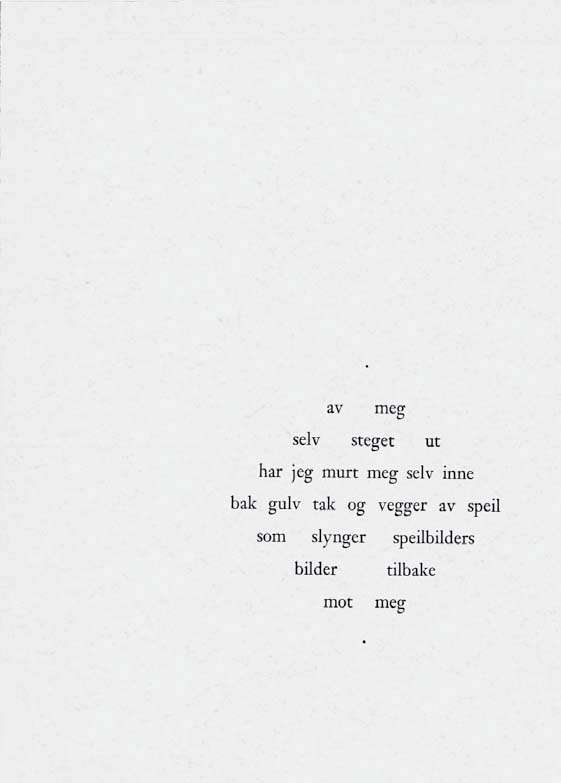 .
av meg
selv steget ut
har jeg murt meg selv inne
bak gulv tak og vegger av speil
som slynger speilbilders
bilder tilbake
mot meg
.